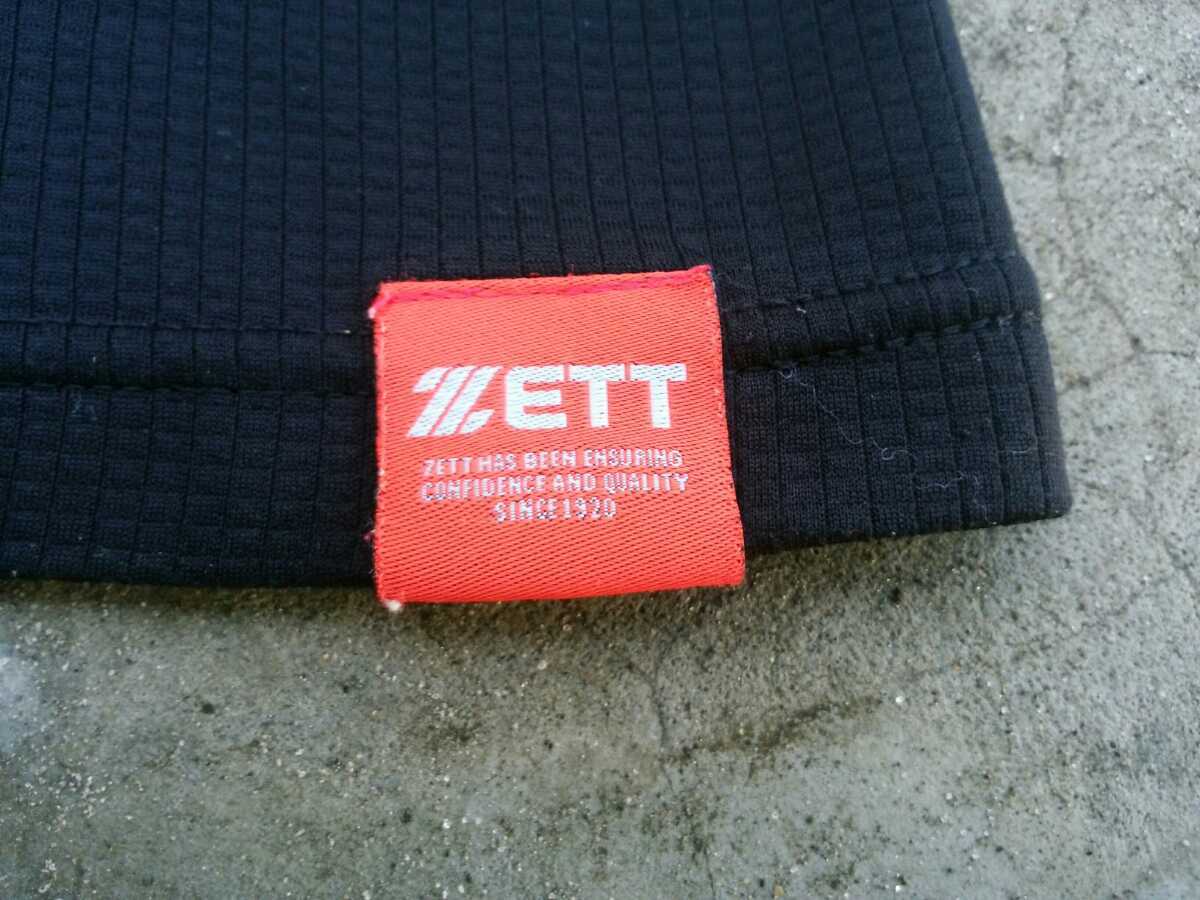 ZETT
ZETT HAS BEEN ENSURING
CONFIDENCE AND QUALITY
SINCE1920